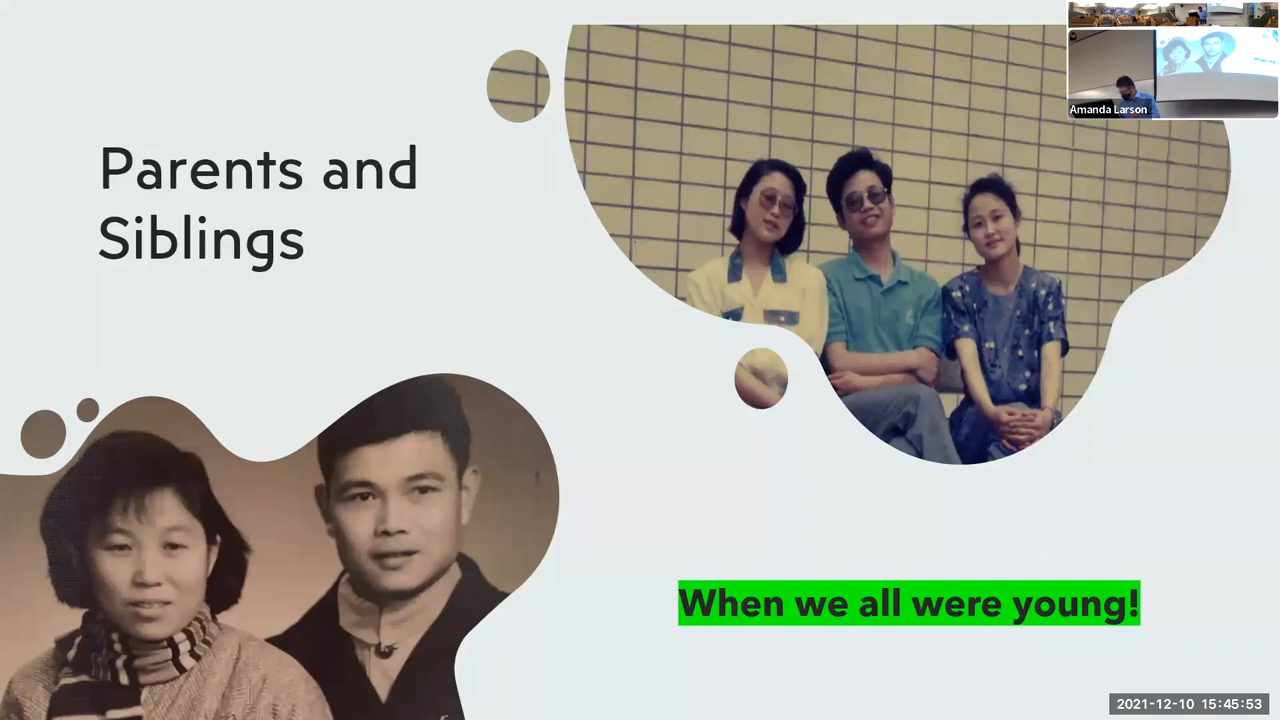 Parents and
Siblings
Amanda Larson
When we all were young!
2021-12-10 15:45:53